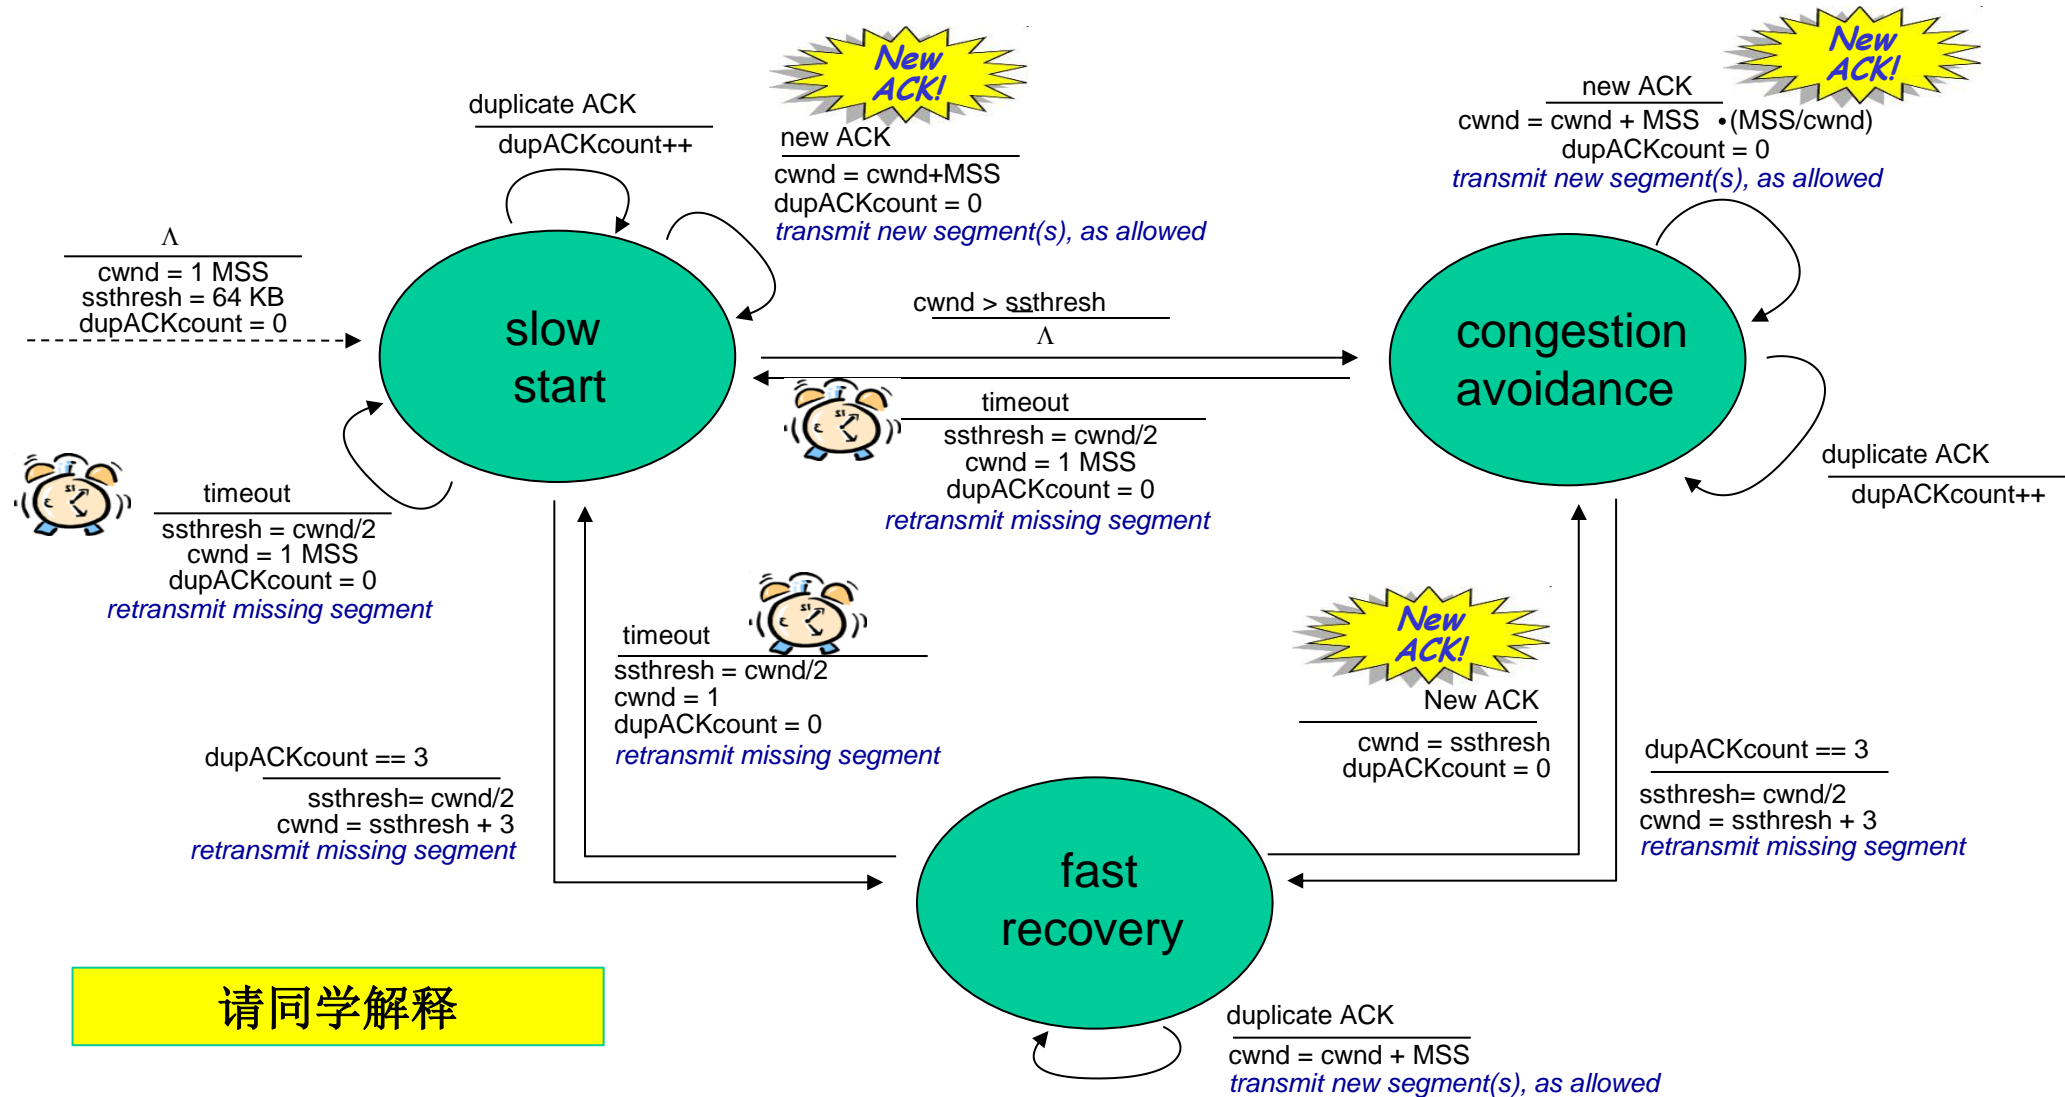 New
ACK!
New
ACK!
duplicate ACK
dupACKcount++
new ACK
cwnd = cwnd+MSS
dupACKcount = 0
transmit new segment(s), as allowed
new ACK
cwnd = cwnd + MSS •(MSS/cwnd)
dupACKcount = 0
transmit new segment(s), as allowed
Λ
cwnd = 1 MSS
ssthresh = 64 KB
dupACKcount = 0
slow
start
cwnd > ssthresh
Λ
congestion
avoidance
timeout
ssthresh = cwnd/2
cwnd = 1 MSS
dupACKcount = 0
retransmit missing segment
duplicate ACK
dupACKcount++
timeout
ssthresh = cwnd/2
cwnd = 1 MSS
dupACKcount = 0
retransmit missing segment
timeout
ssthresh = cwnd/2
cwnd = 1
dupACKcount = 0
retransmit missing segment
New
ACK!
New ACK
cwnd = ssthresh
dupACKcount = 0
dupACKcount == 3
ssthresh= cwnd/2
cwnd = ssthresh + 3
retransmit missing segment
dupACKcount == 3
ssthresh= cwnd/2
cwnd = ssthresh + 3
retransmit missing segment
fast
recovery
请同学解释
duplicate ACK
cwnd = cwnd + MSS
transmit new segment(s), as allowed